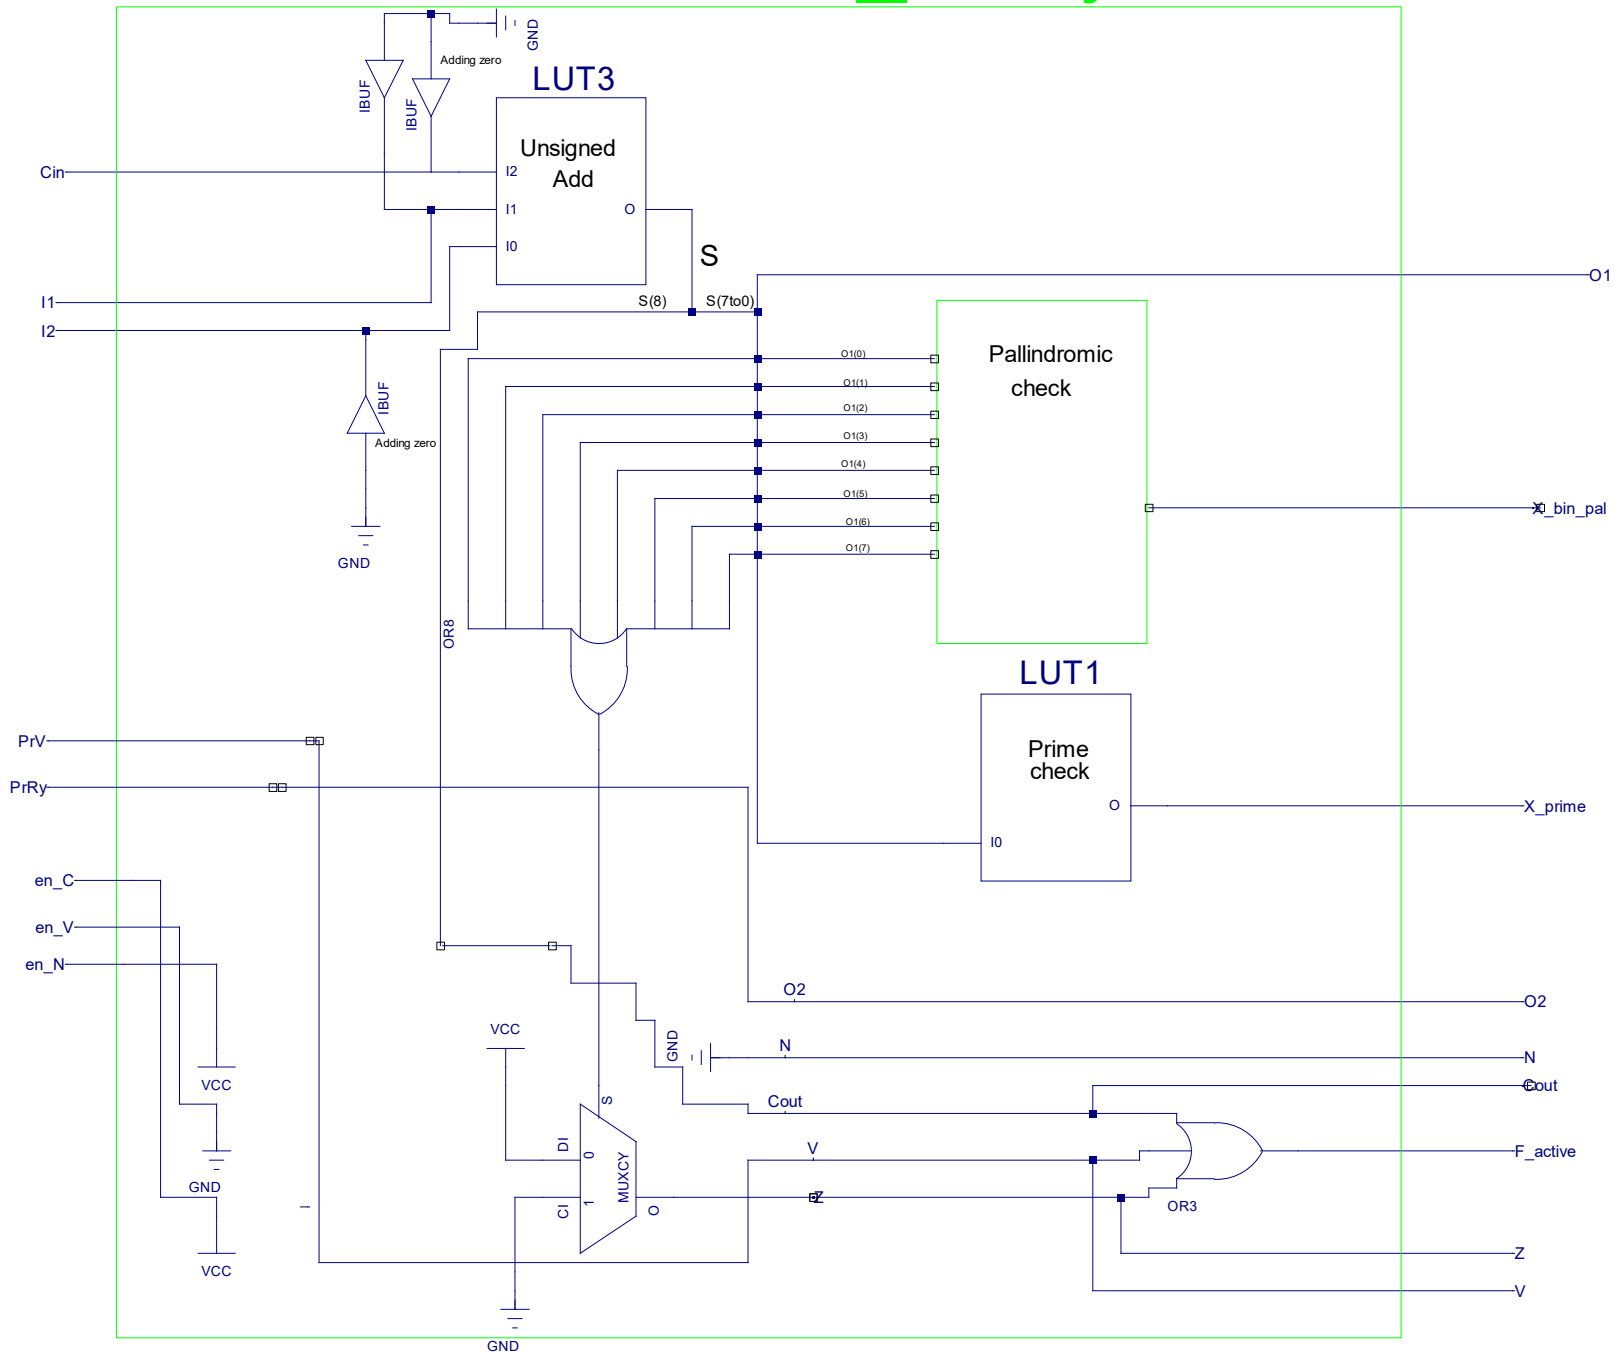 GND
Adding zero
IBUF
IBUF
LUT3
Unsigned
Add
Cin
I2
I1
O
I0
S
I1
I2
S(8)
S(7to0)
O1
O1(0)
O1(1)
O1(2)
O1(3)
O1(4)
O1(5)
O1(6)
O1(7)
Pallindromic
check
IBUF
Adding zero
GND
X_bin_pal
OR8
LUT1
Prime
check
O
I0
X_prime
PrV
PrRy
en_C
en_V
en_N
VCC
GND
VCC
I
O2
O2
VCC
GND
N
N
Cout
Cout
S
DI
0
MUXCY
CI
1
O
V
Z
F_active
OR3
Z
V
GND